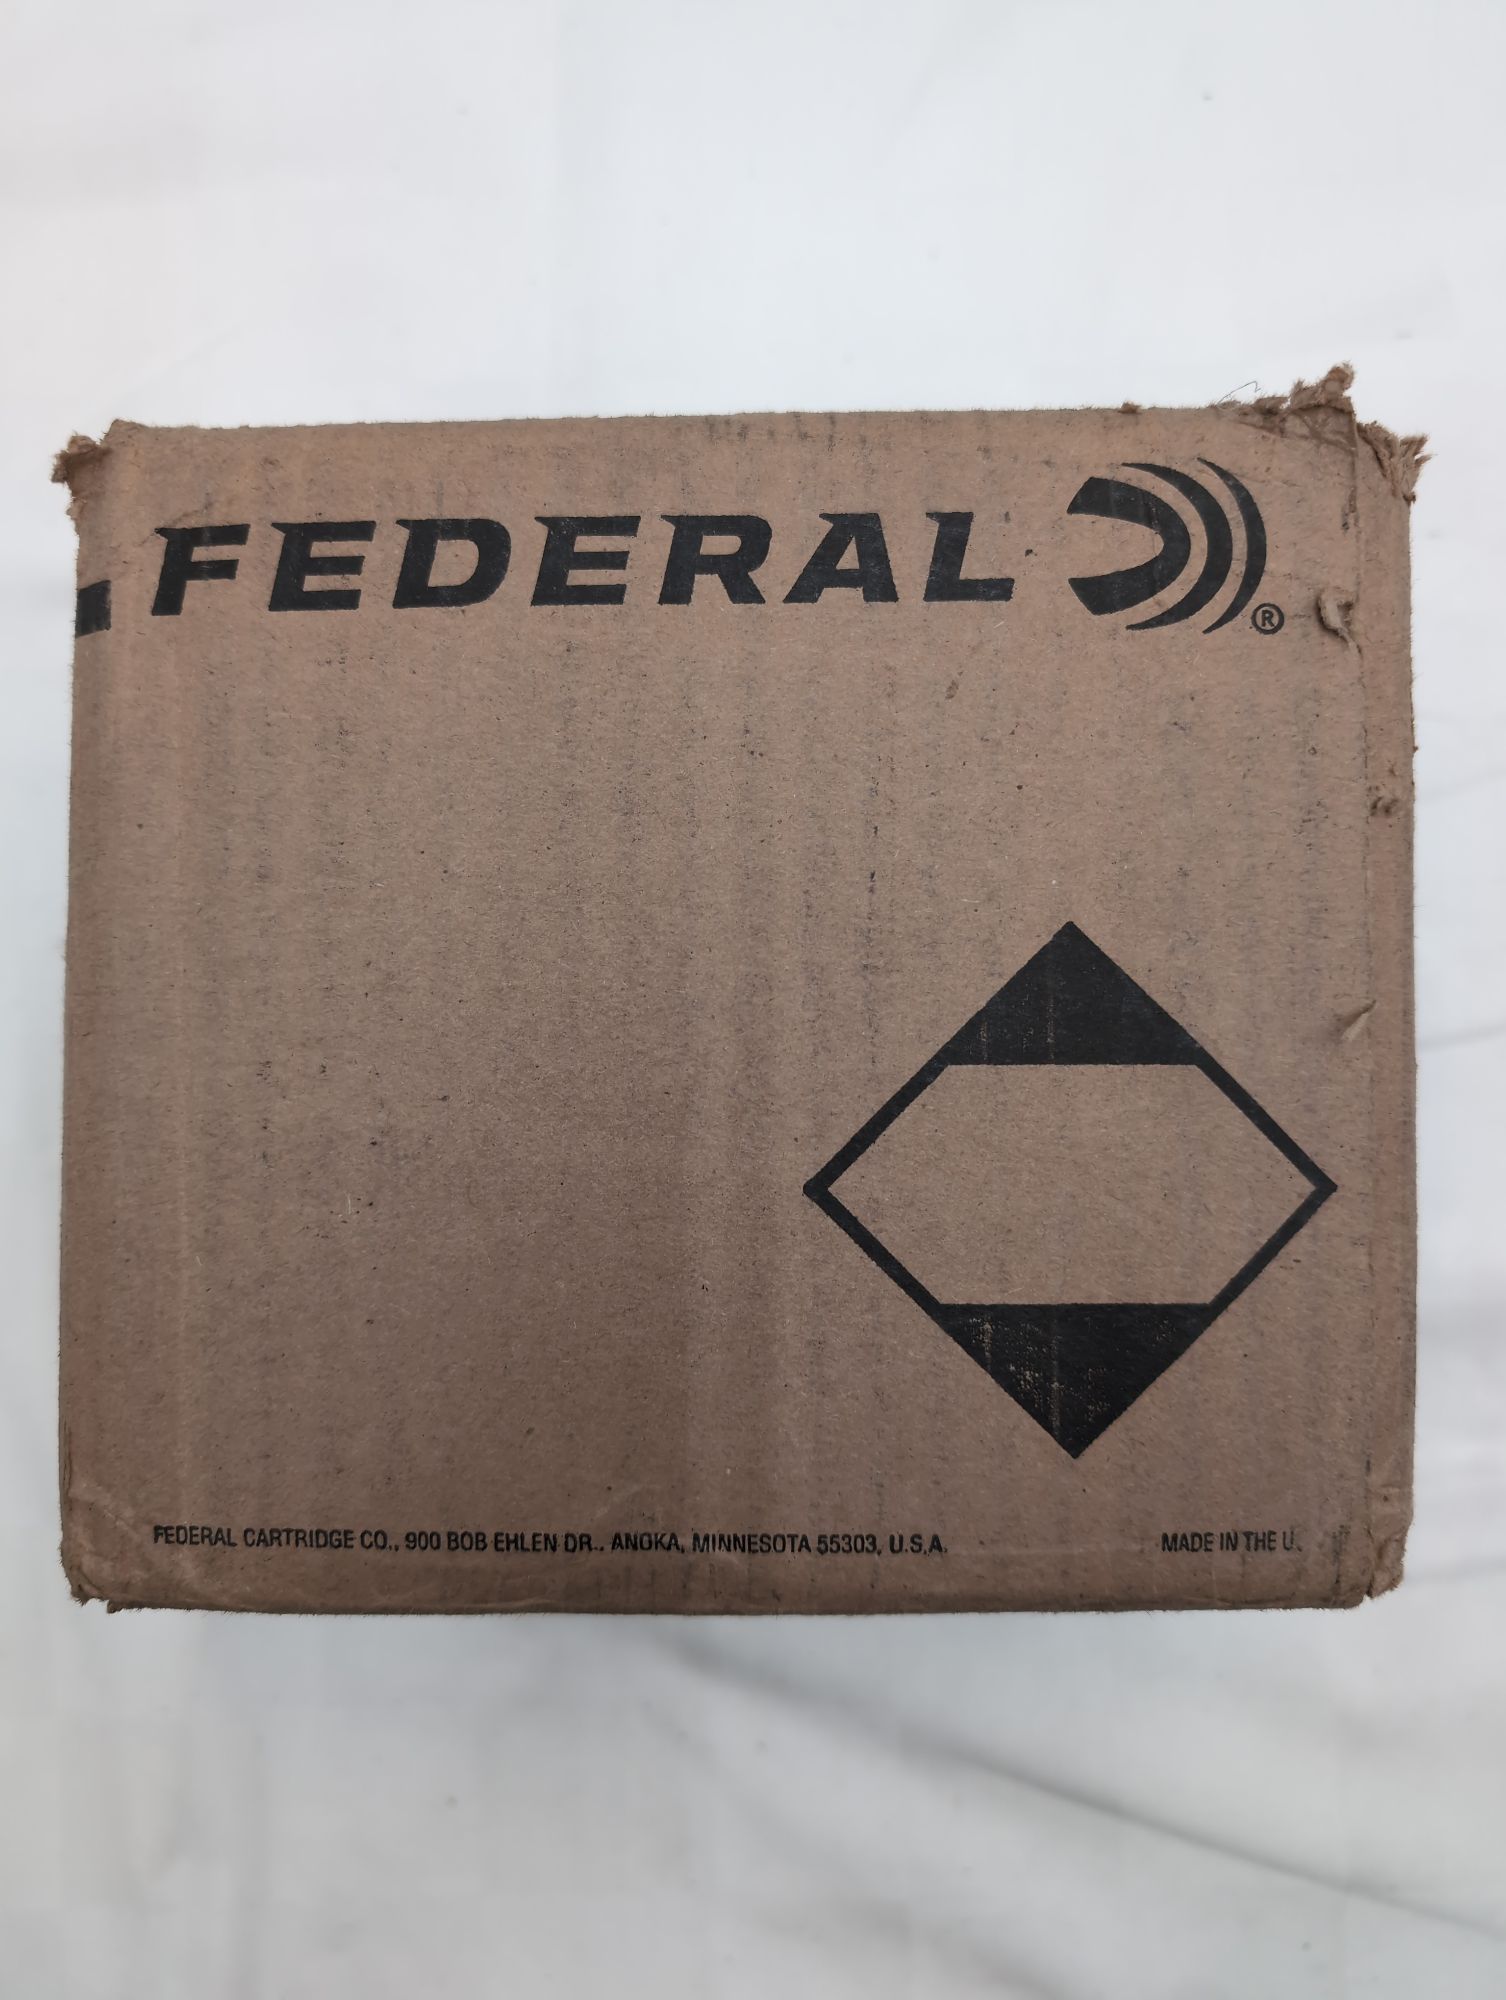 FEDERAL ®
FEDERAL CARTRIDGE CO., 900 BOB EHLEN DR., ANOKA, MINNESOTA 55303, U.S.A. MADE IN THE U.